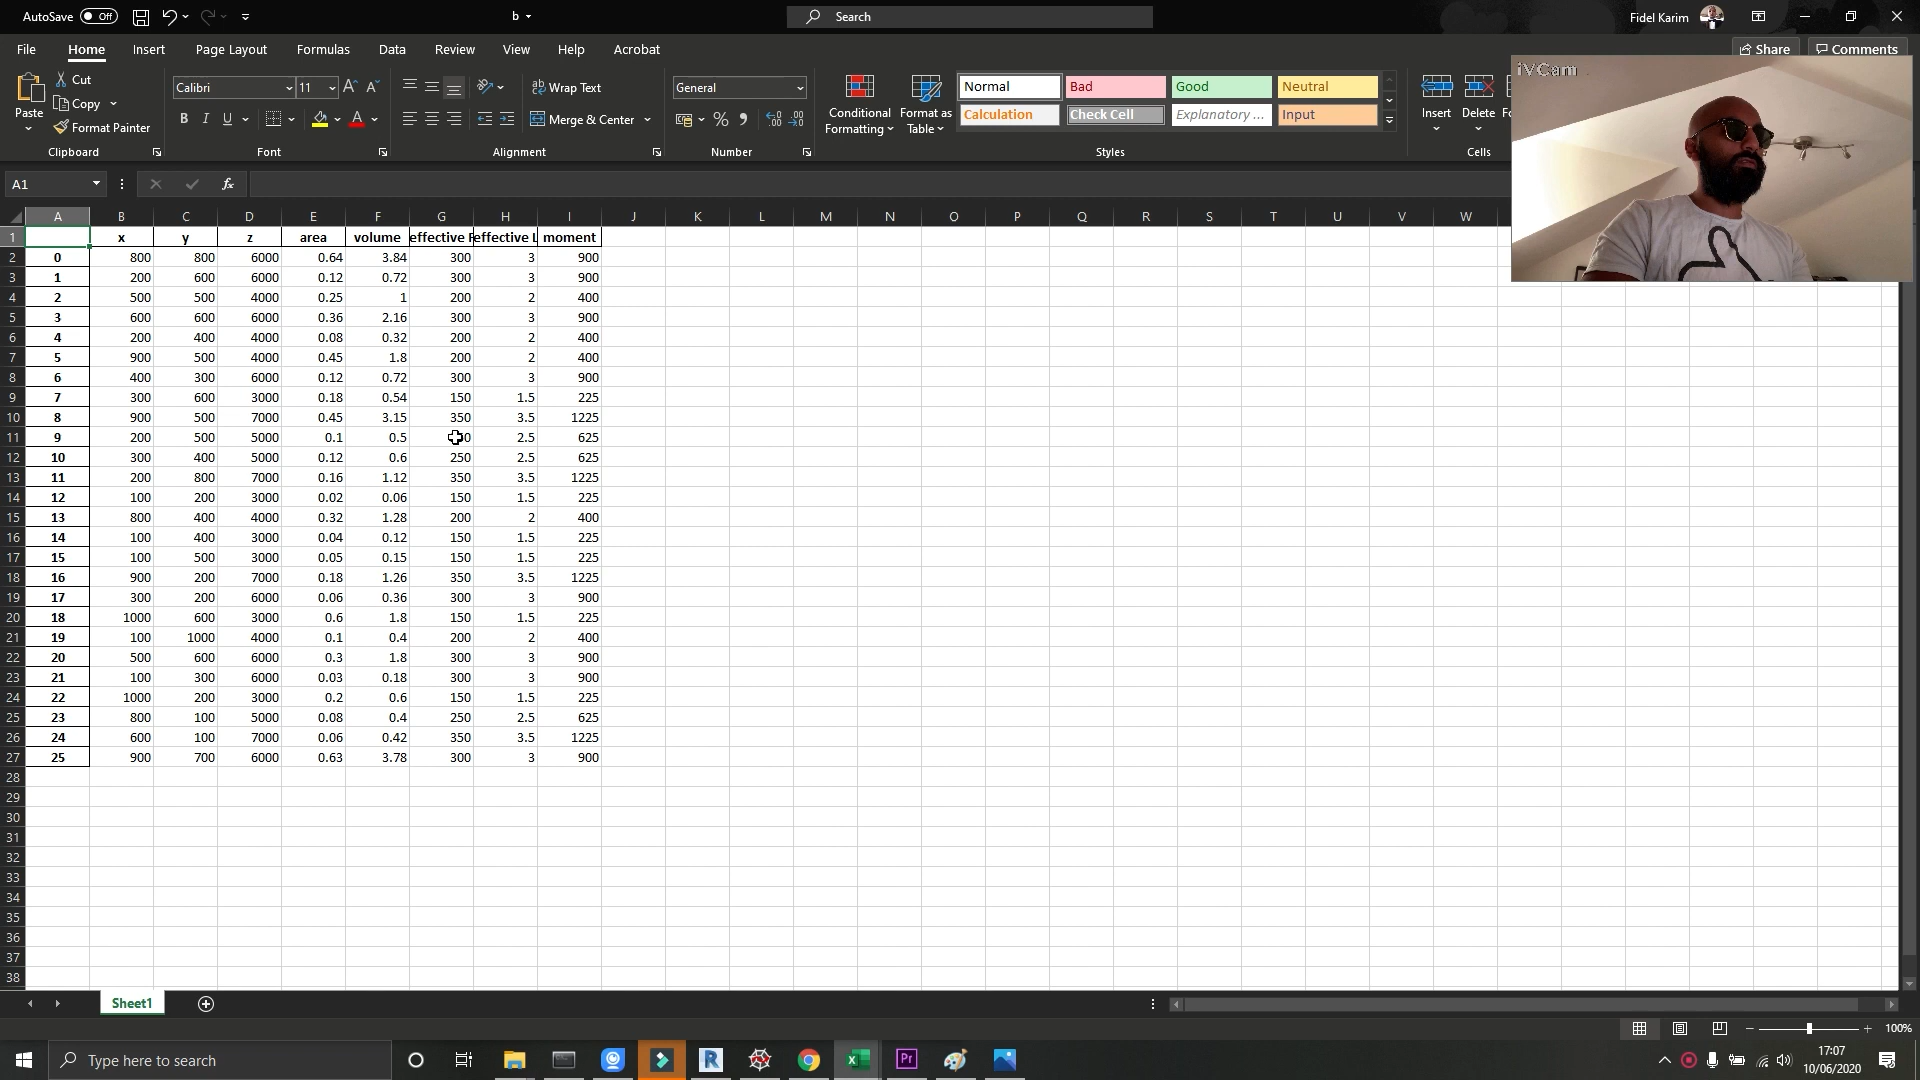 AutoSave Off b Search Fidel Karim
File Home Insert Page Layout Formulas Data Review View Help Acrobat Share Comments
Paste Cut Copy Format Painter Clipboard
Calibri 11 B I U A A A Font
Wrap Text Merge & Center Alignment
General % Number
Conditional Formatting Format as Table
Normal Bad Good Neutral
Calculation Check Cell Explanatory ... Input
Styles
Insert Delete Cells
iVCam
A1 fx
A B C D E F G H I J K L M N O P Q R S T U V W
1 x y z area volume effective effective L moment
2 0 800 800 6000 0.64 3.84 300 3 900
3 1 200 600 6000 0.12 0.72 300 3 900
4 2 500 500 4000 0.25 1 200 2 400
5 3 600 600 6000 0.36 2.16 300 3 900
6 4 200 400 4000 0.08 0.32 200 2 400
7 5 900 500 4000 0.45 1.8 200 2 400
8 6 400 300 6000 0.12 0.72 300 3 900
9 7 300 600 3000 0.18 0.54 150 1.5 225
10 8 900 500 7000 0.45 3.15 350 3.5 1225
11 9 200 500 5000 0.1 0.5 2.5 625
12 10 300 400 5000 0.12 0.6 250 2.5 625
13 11 200 800 7000 0.16 1.12 350 3.5 1225
14 12 100 200 3000 0.02 0.06 150 1.5 225
15 13 800 400 4000 0.32 1.28 200 2 400
16 14 100 400 3000 0.04 0.12 150 1.5 225
17 15 100 500 3000 0.05 0.15 150 1.5 225
18 16 900 200 7000 0.18 1.26 350 3.5 1225
19 17 300 200 6000 0.06 0.36 300 3 900
20 18 1000 600 3000 0.6 1.8 150 1.5 225
21 19 100 1000 4000 0.1 0.4 200 2 400
22 20 500 600 6000 0.3 1.8 300 3 900
23 21 100 300 6000 0.03 0.18 300 3 900
24 22 1000 200 3000 0.2 0.6 150 1.5 225
25 23 800 100 5000 0.08 0.4 250 2.5 625
26 24 600 100 7000 0.06 0.42 350 3.5 1225
27 25 900 700 6000 0.63 3.78 300 3 900
28
29
30
31
32
33
34
35
36
37
38
Sheet1
100%
Type here to search
R Pr
17:07
10/06/2020